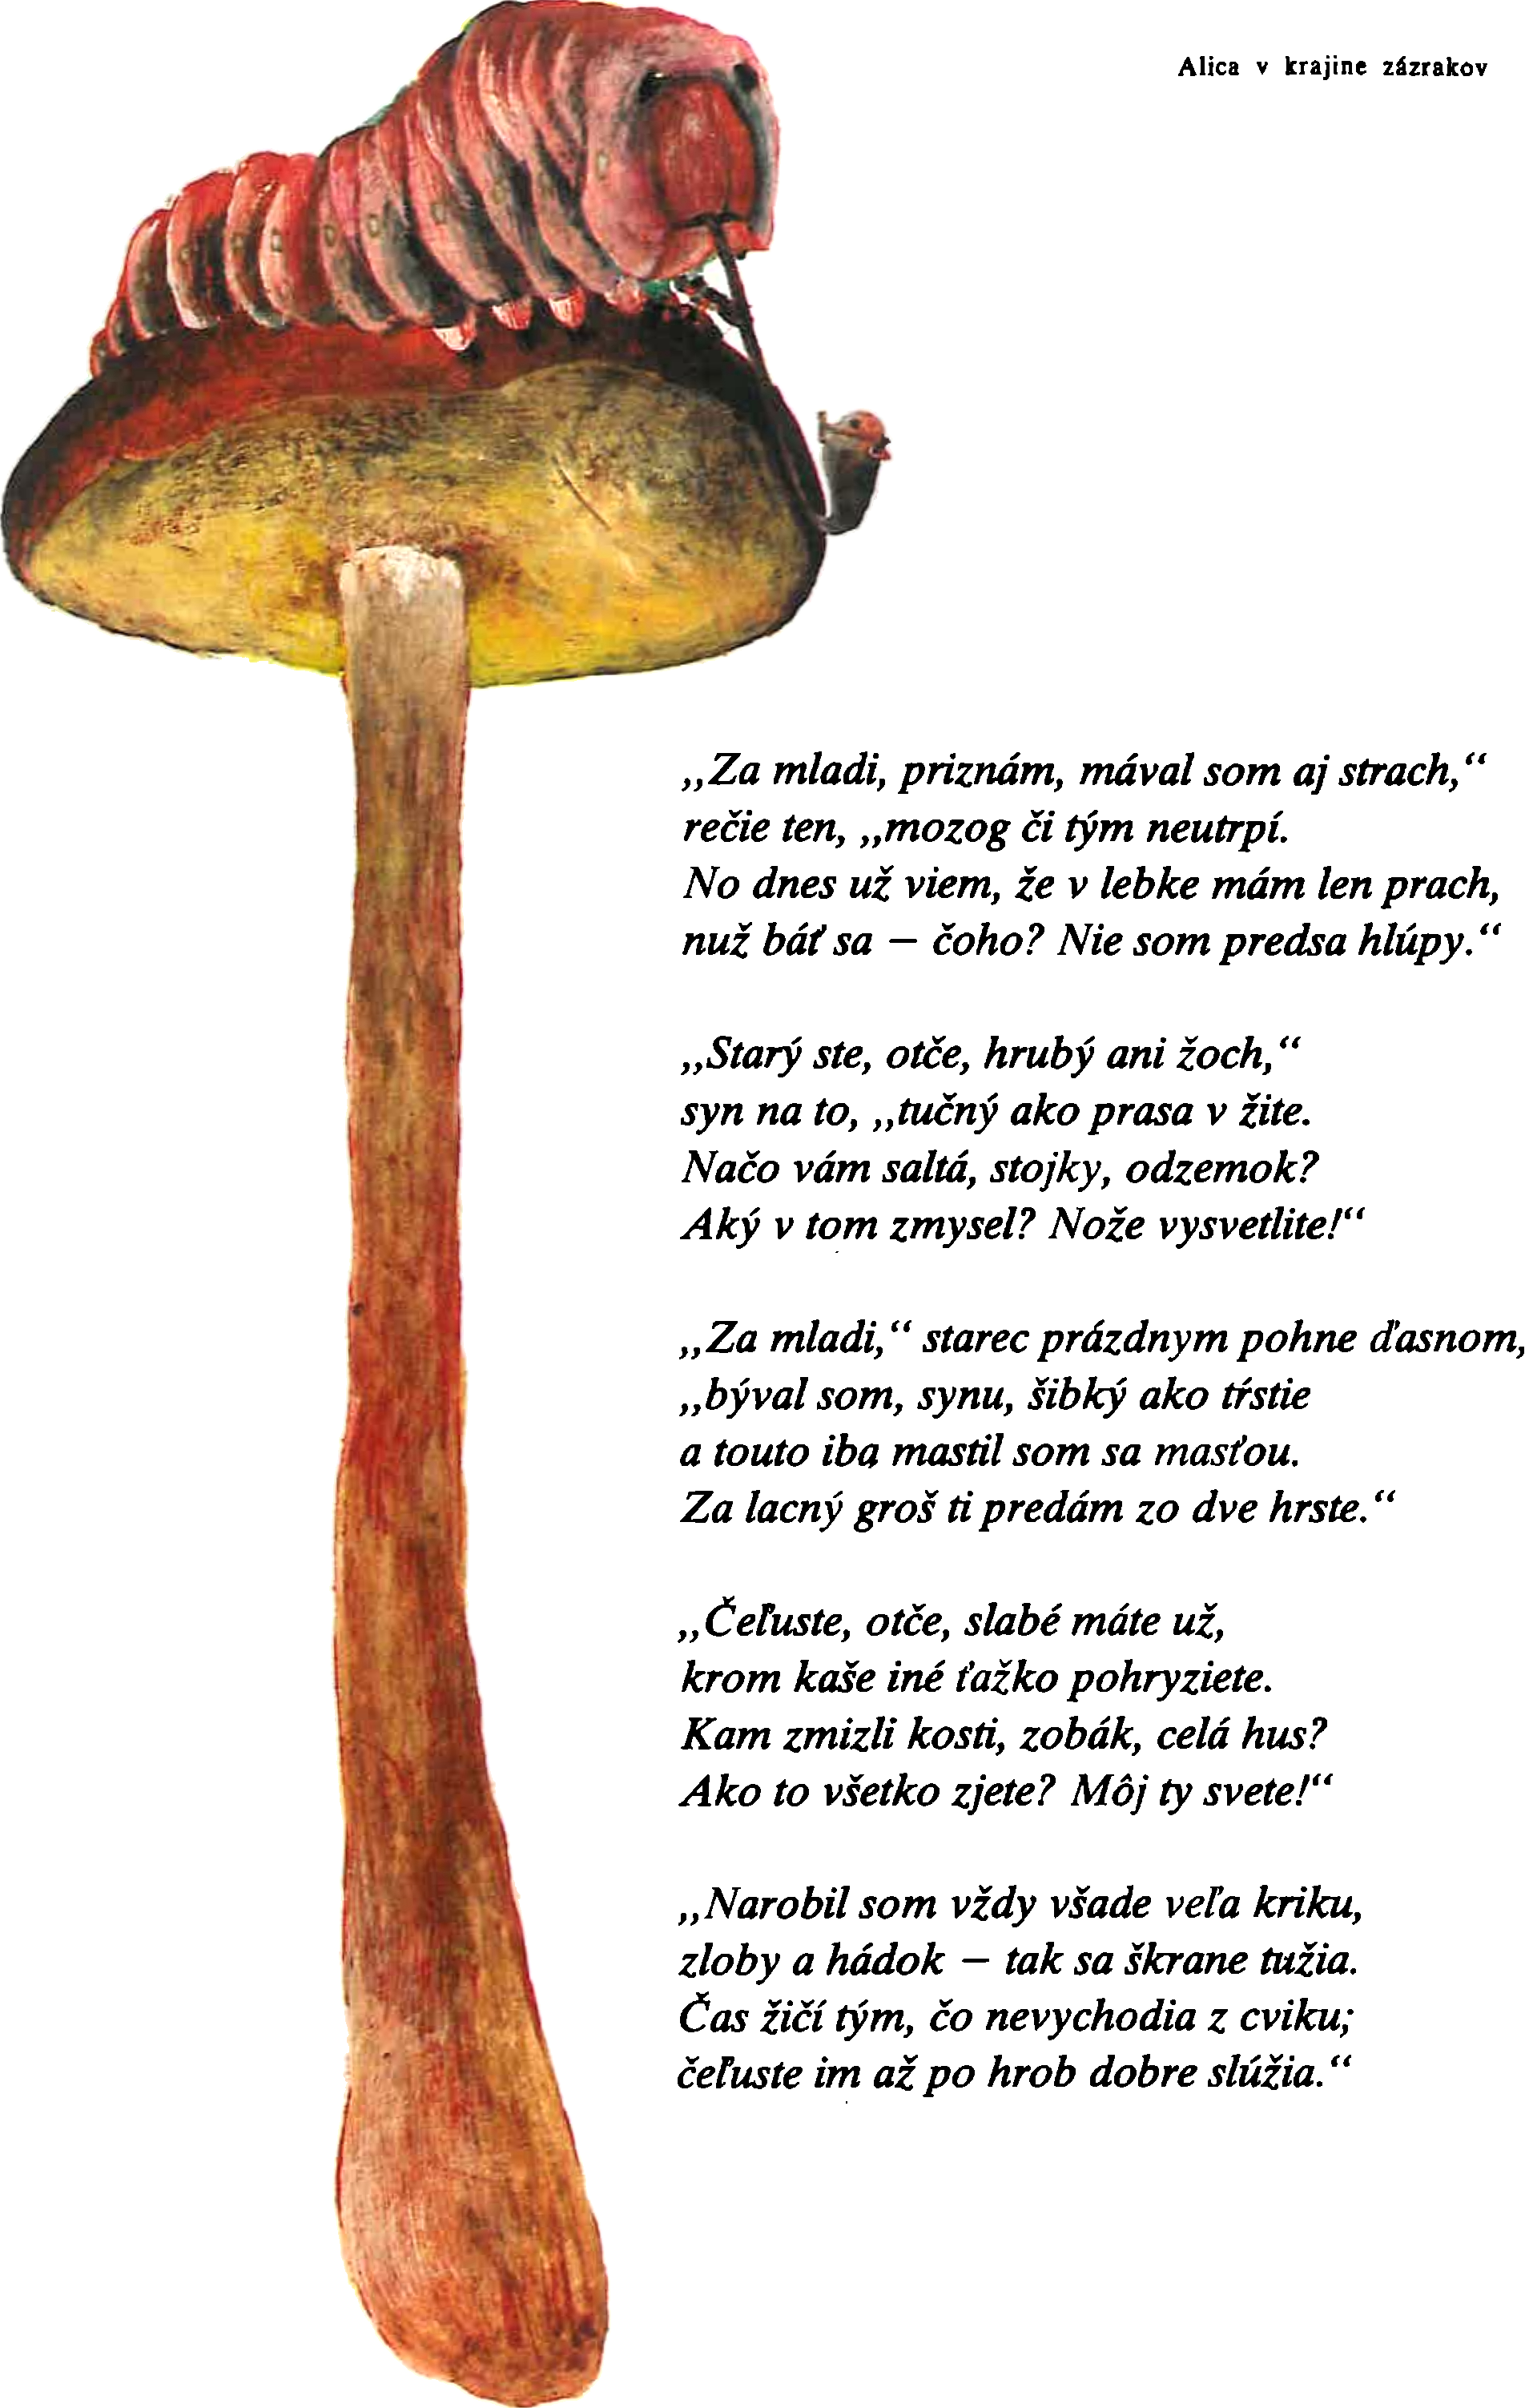 Alica v krajine zázrakov
„Za mladi, priznám, mával som aj strach,“
rečie ten, „mozog či tým neutrpí.
No dnes už viem, že v lebke mám len prach,
nuž báť sa — čoho? Nie som predsa hlúpy.“
„Starý ste, otče, hrubý ani žoch,“
syn na to, „tučný ako prasa v žite.
Načo vám saltá, stojky, odzemok?
Aký v tom zmysel? Nože vysvetlite!“
„Za mladi,“ starec prázdnym pohne ďasnom,
„býval som, synu, šibký ako tŕstie
a touto iba mastil som sa masťou.
Za lacný groš ti predám zo dve hrste.“
„Čeľuste, otče, slabé máte už,
krom kaše iné ťažko pohryziete.
Kam zmizli kosti, zobák, celá hus?
Ako to všetko zjete? Môj ty svete!“
„Narobil som vždy všade veľa kriku,
zloby a hádok — tak sa škrane tužia.
Čas žičí tým, čo nevychodia z cviku;
čeľuste im až po hrob dobre slúžia.“